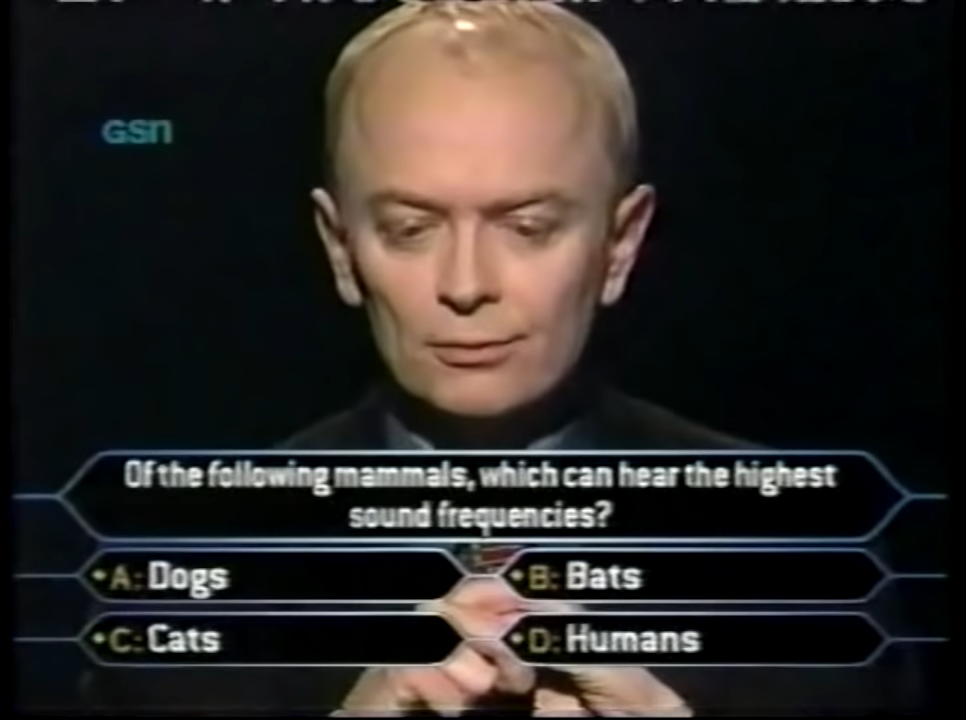 GSN
Of the following mammals, which can hear the highest
sound frequencies?
A: Dogs
B: Bats
C: Cats
D: Humans